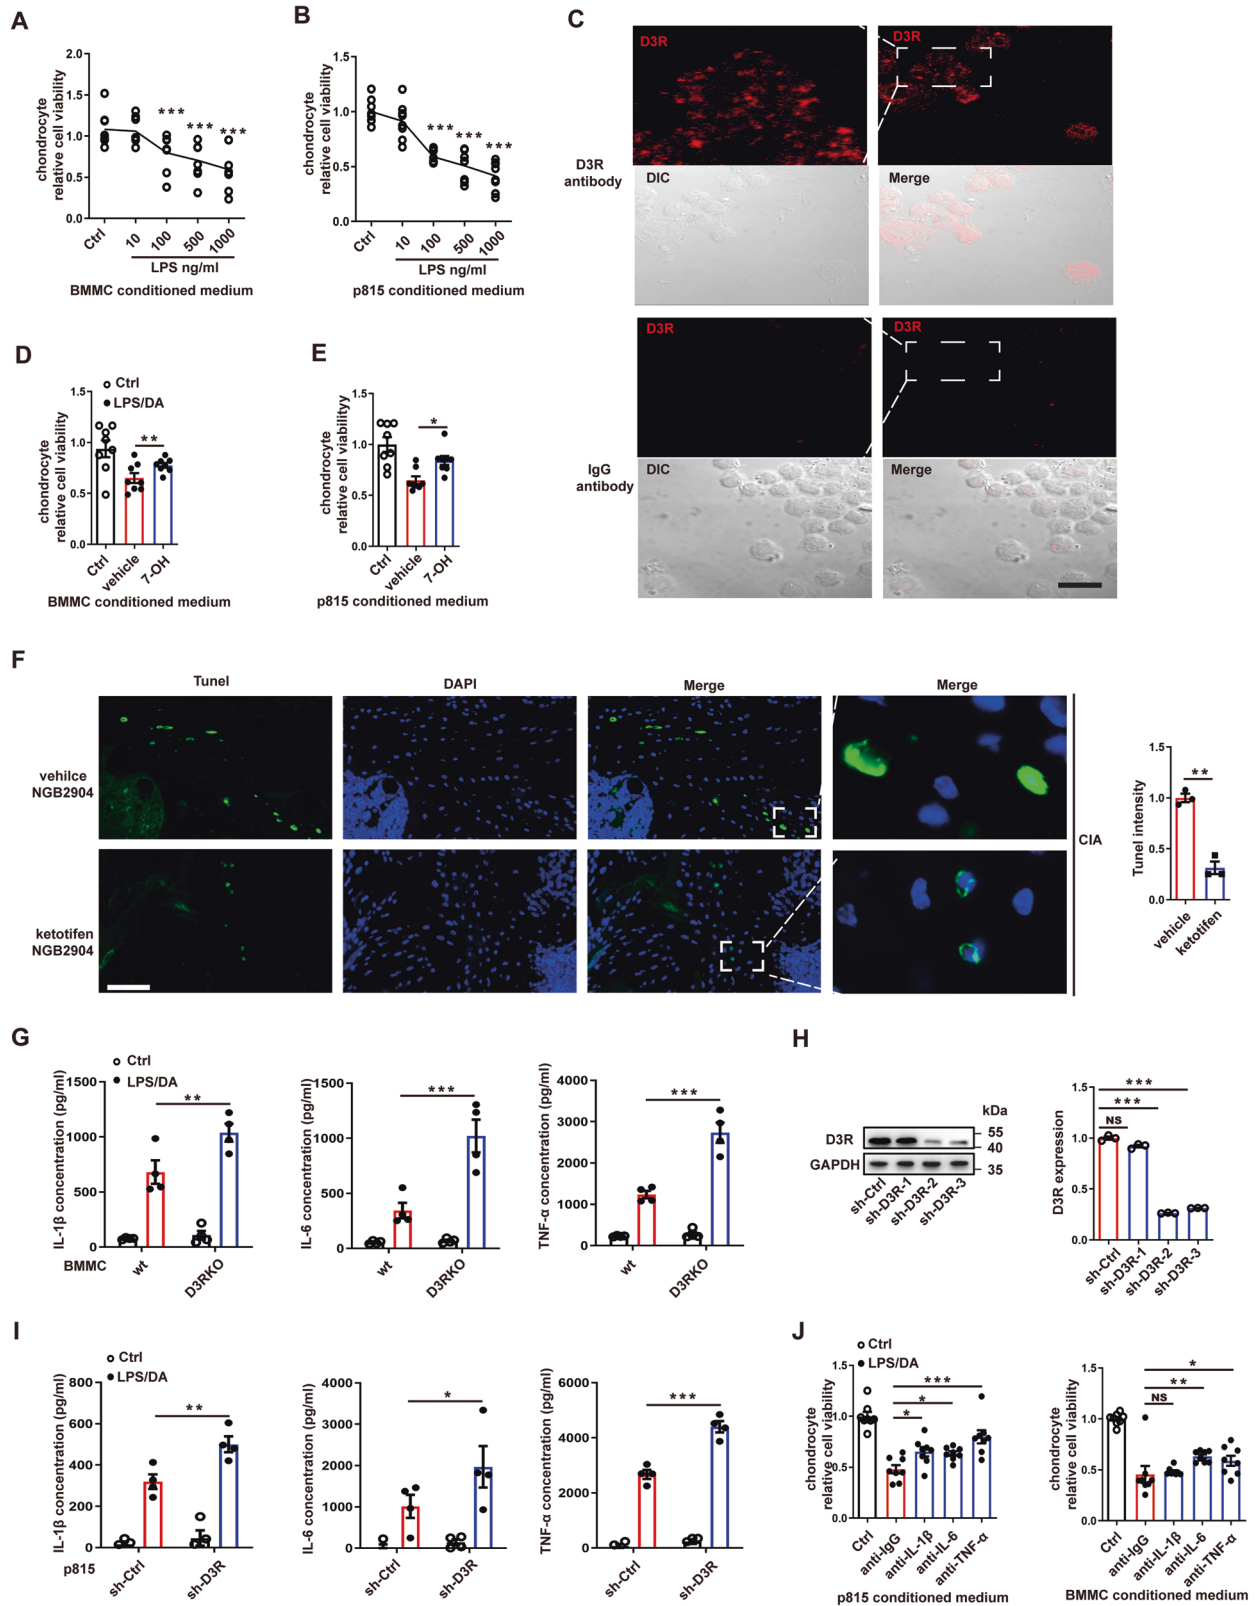 A
chondrocyte
relative cell viability
2.0
1.5
1.0
0.5
0.0
***
***
***
Ctrl
10
100
500
1000
LPS ng/ml
BMMC conditioned medium
B
chondrocyte
relative cell viability
1.5
1.0
0.5
0.0
***
***
***
Ctrl
10
100
500
1000
LPS ng/ml
p815 conditioned medium
C
D3R
antibody
D3R
D3R
DIC
Merge
IgG
antibody
D3R
D3R
DIC
Merge
D
Ctrl
LPS/DA
chondrocyte
relative cell viability
1.5
1.0
0.5
0.0
**
Ctrl
vehicle
7-OH
BMMC conditioned medium
E
chondrocyte
relative cell viabilityy
1.5
1.0
0.5
0.0
*
Ctrl
vehicle
7-OH
p815 conditioned medium
F
Tunel
DAPI
Merge
Merge
vehilce
NGB2904
ketotifen
NGB2904
CIA
Tunel intensity
1.5
1.0
0.5
0.0
**
vehicle
ketotifen
G
Ctrl
LPS/DA
IL-1β concentration (pg/ml)
1500
1000
500
0
**
BMMC
wt
D3RKO
IL-6 concentration (pg/ml)
1500
1000
500
0
***
wt
D3RKO
TNF-α concentration (pg/ml)
4000
3000
2000
1000
0
***
wt
D3RKO
H
kDa
D3R
55
40
GAPDH
35
sh-Ctrl
sh-D3R-1
sh-D3R-2
sh-D3R-3
D3R expression
1.5
1.0
0.5
0.0
***
***
NS
sh-Ctrl
sh-D3R-1
sh-D3R-2
sh-D3R-3
I
Ctrl
LPS/DA
IL-1β concentration (pg/ml)
800
600
400
200
0
**
p815
sh-Ctrl
sh-D3R
IL-6 concentration (pg/ml)
4000
3000
2000
1000
0
*
sh-Ctrl
sh-D3R
TNF-α concentration (pg/ml)
6000
4000
2000
0
***
sh-Ctrl
sh-D3R
J
Ctrl
LPS/DA
chondrocyte
relative cell viability
1.5
1.0
0.5
0.0
***
*
*
Ctrl
anti-IgG
anti-IL-1β
anti-IL-6
anti-TNF-α
p815 conditioned medium
chondrocyte
relative cell viability
1.5
1.0
0.5
0.0
*
**
NS
Ctrl
anti-IgG
anti-IL-1β
anti-IL-6
anti-TNF-α
BMMC conditioned medium